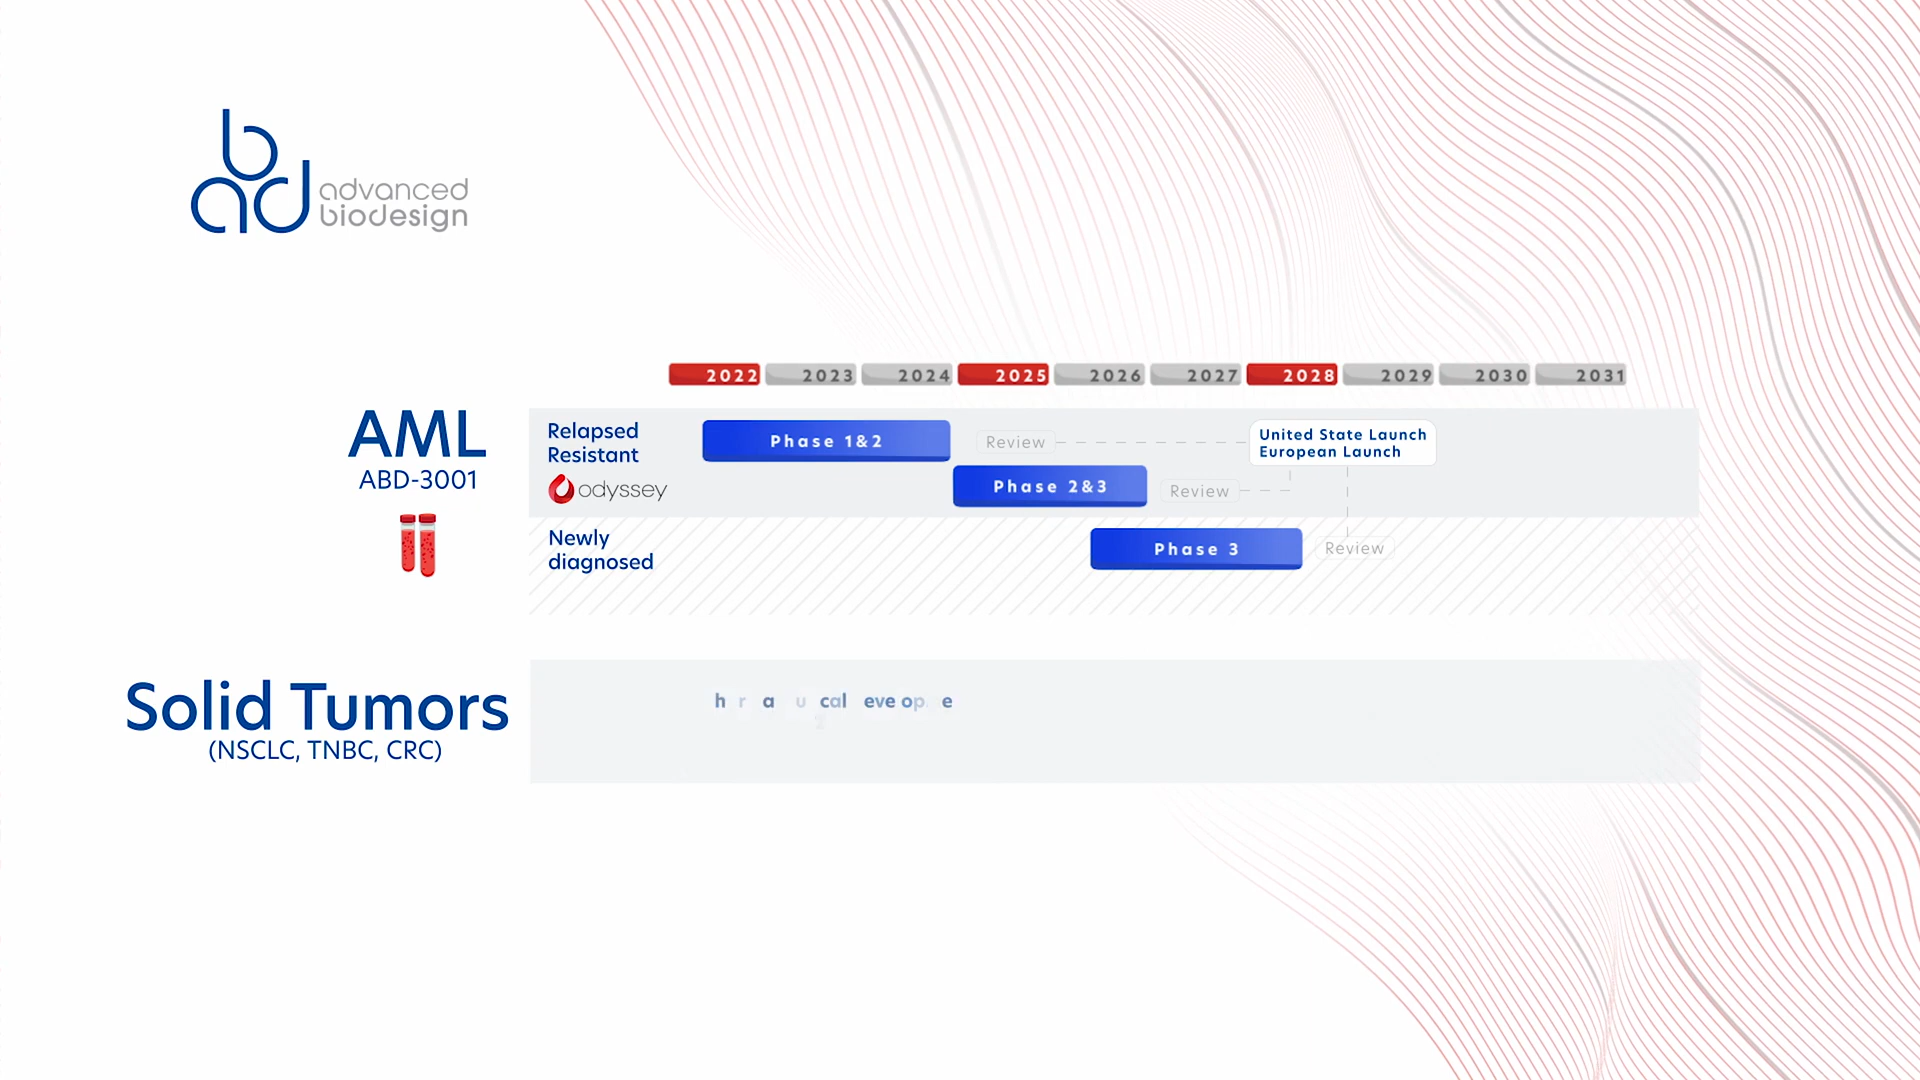 bad
advanced
biodesign
2022 2023 2024 2025 2026 2027 2028 2029 2030 2031
AML
ABD-3001
Relapsed
Resistant
odyssey
Phase 1&2
Review
United State Launch
European Launch
Phase 2&3
Review
Newly
diagnosed
Phase 3
Review
Solid Tumors
(NSCLC, TNBC, CRC)